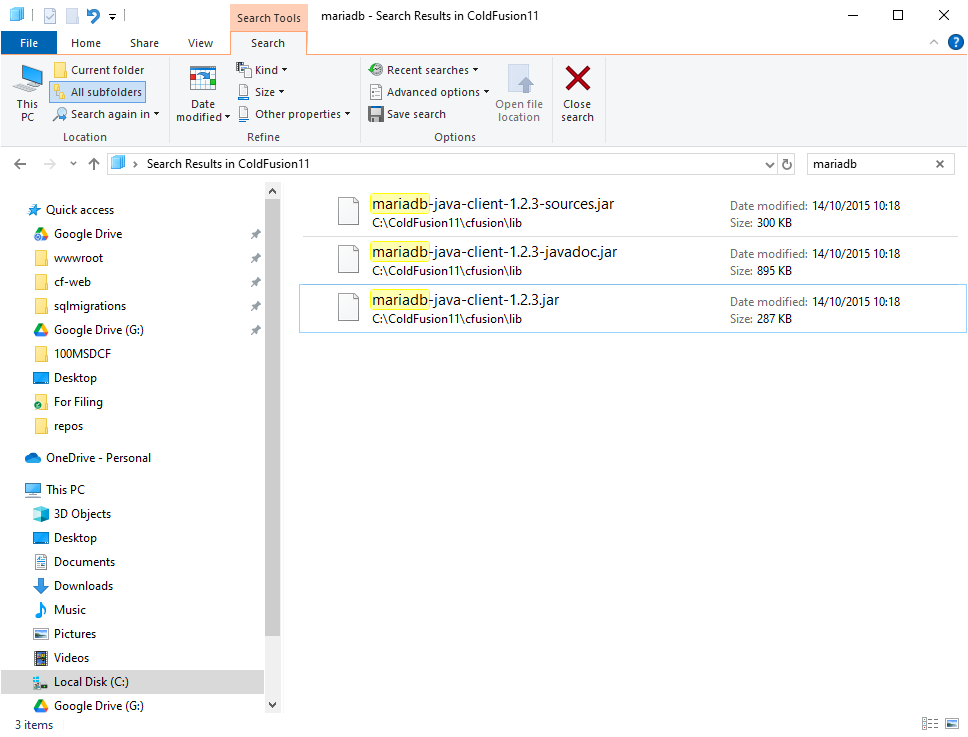 Search Tools
mariadb - Search Results in ColdFusion11
File
Home
Share
View
Search
?
This PC
Current folder
All subfolders
Search again in
Location
Date modified
Kind
Size
Other properties
Refine
Recent searches
Advanced options
Save search
Options
Open file location
Close search
Search Results in ColdFusion11
mariadb
Quick access
Google Drive
wwwroot
cf-web
sqlmigrations
Google Drive (G:)
100MSDCF
Desktop
For Filing
repos
OneDrive - Personal
This PC
3D Objects
Desktop
Documents
Downloads
Music
Pictures
Videos
Local Disk (C:)
Google Drive (G:)
mariadb-java-client-1.2.3-sources.jar
C:\ColdFusion11\cfusion\lib
Date modified: 14/10/2015 10:18
Size: 300 KB
mariadb-java-client-1.2.3-javadoc.jar
C:\ColdFusion11\cfusion\lib
Date modified: 14/10/2015 10:18
Size: 895 KB
mariadb-java-client-1.2.3.jar
C:\ColdFusion11\cfusion\lib
Date modified: 14/10/2015 10:18
Size: 287 KB
3 items